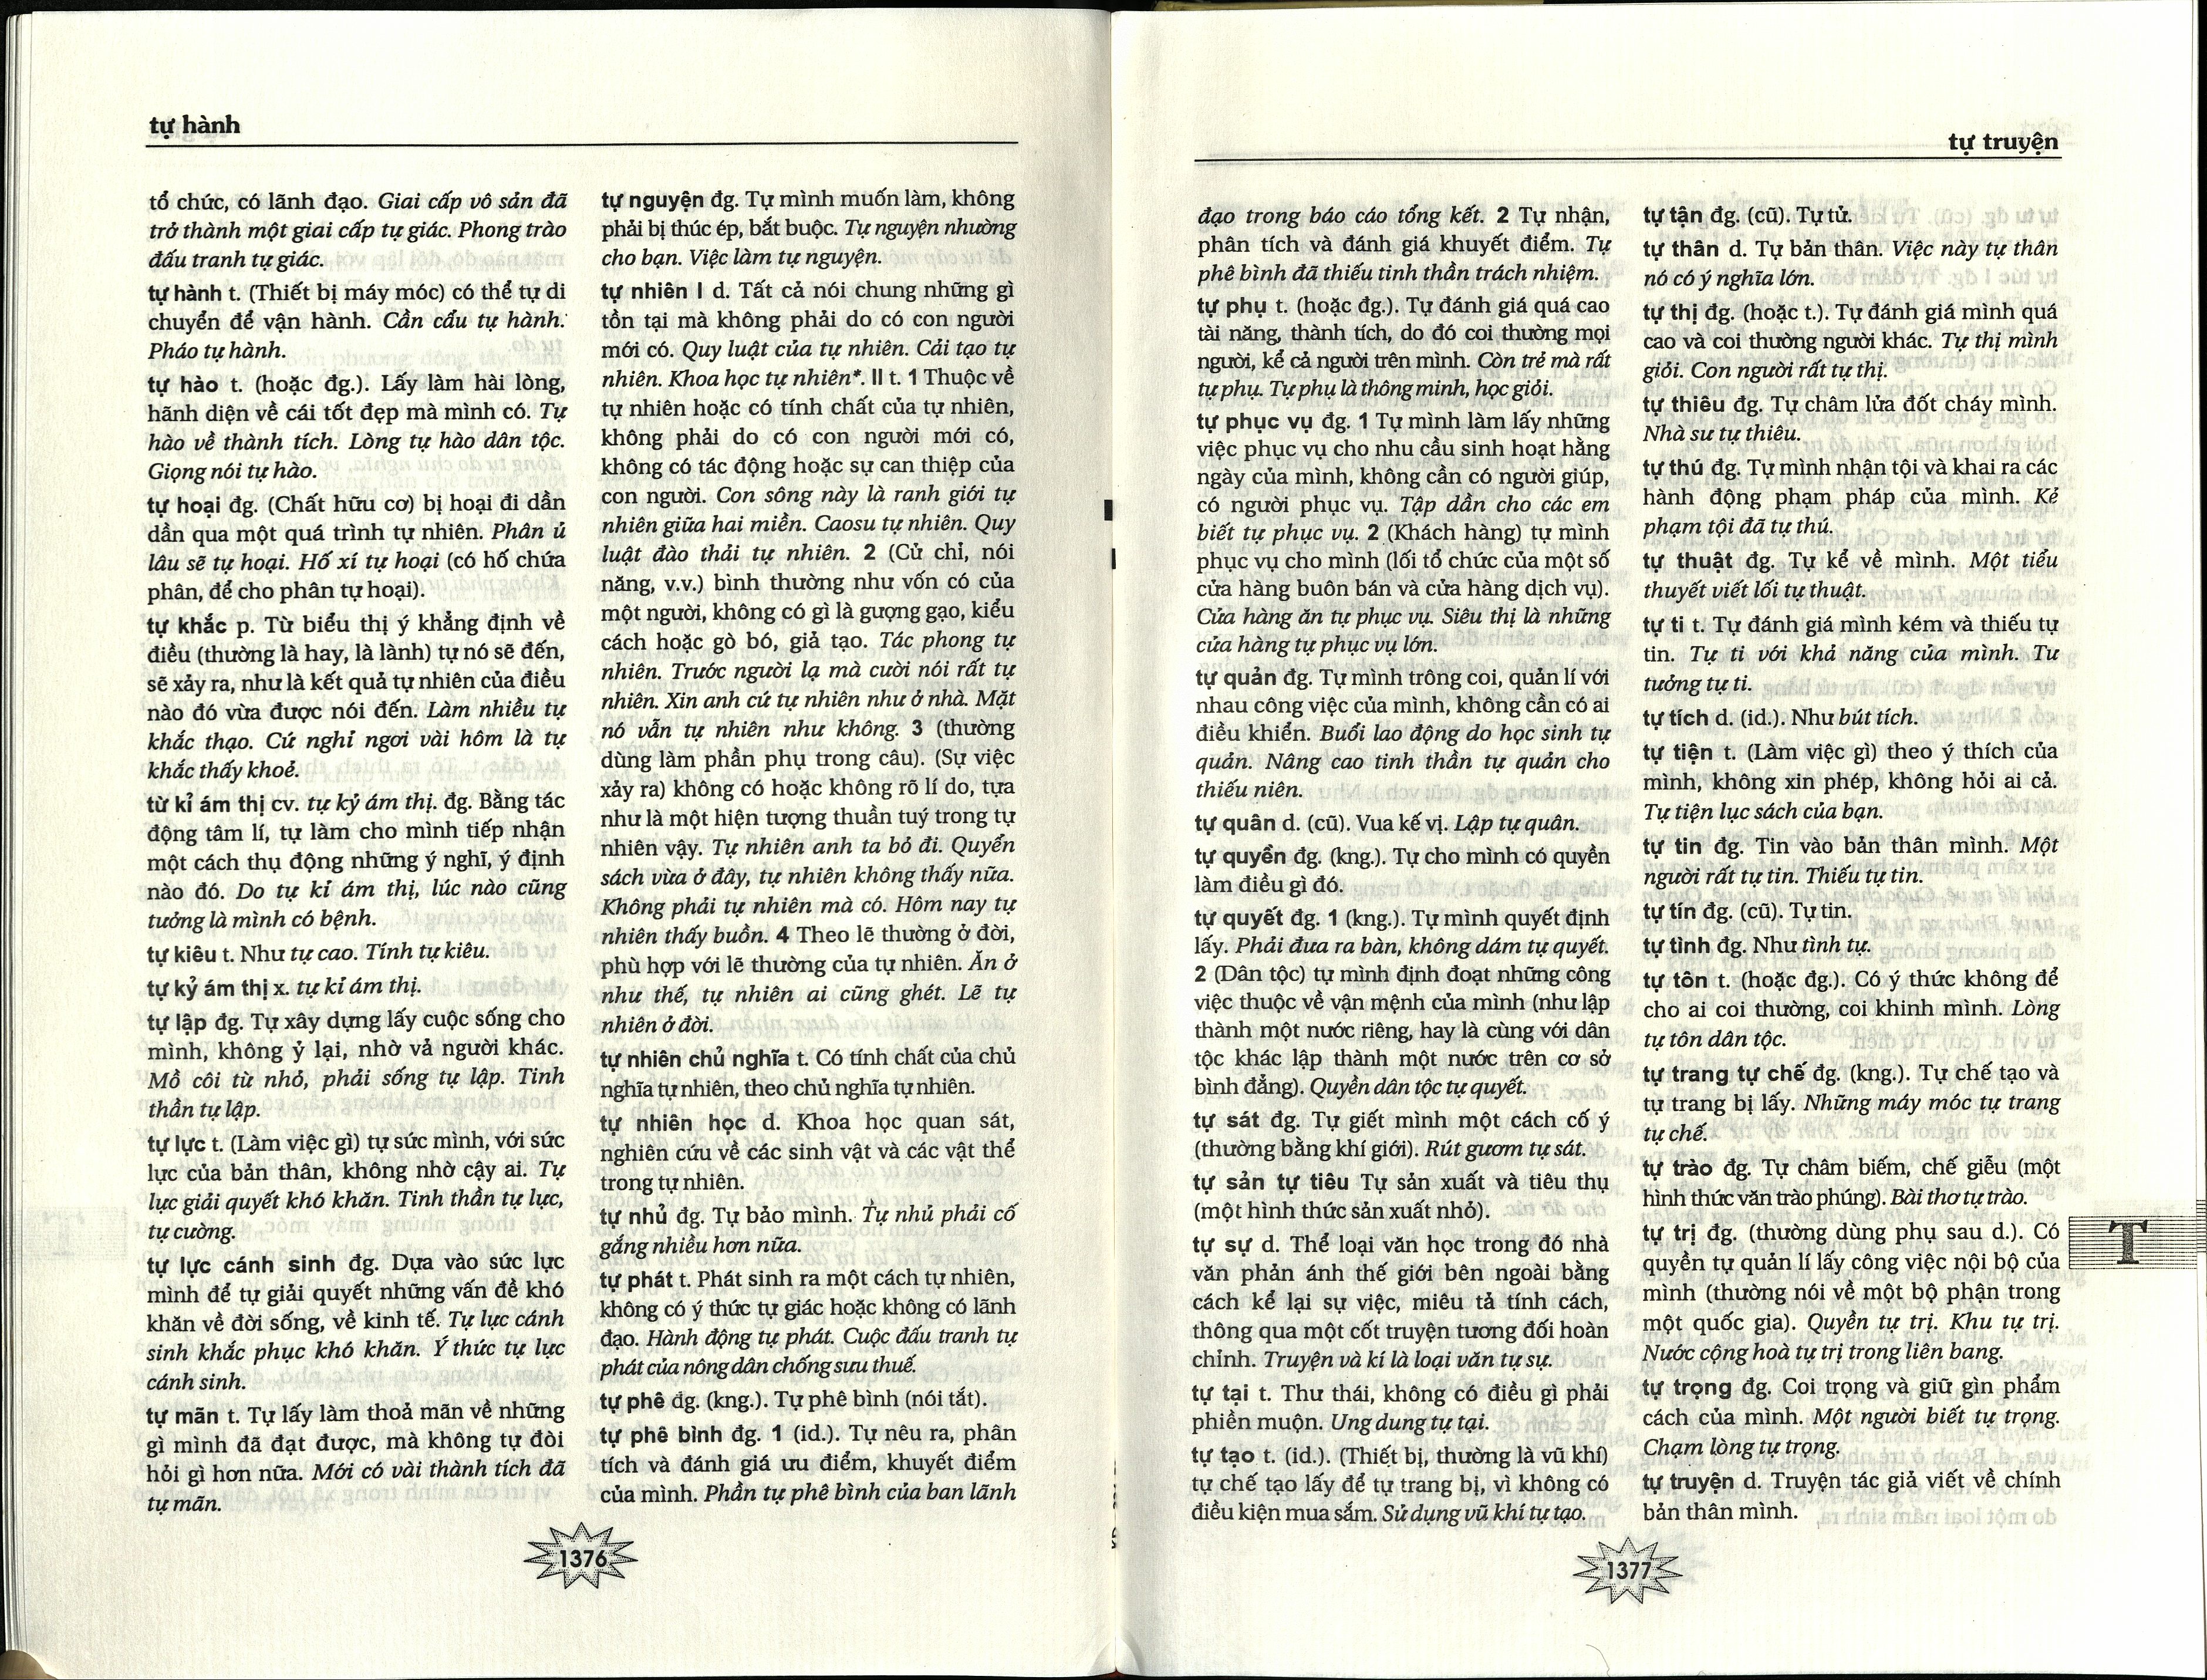 tự hành
tổ chức, có lãnh đạo. Giai cấp vô sản đã
trở thành một giai cấp tự giác. Phong trào
đấu tranh tự giác.
tự hành t. (Thiết bị máy móc) có thể tự di
chuyển để vận hành. Cần cẩu tự hành.
Pháo tự hành.
tự hào t. (hoặc đg.). Lấy làm hài lòng,
hãnh diện về cái tốt đẹp mà mình có. Tự
hào về thành tích. Lòng tự hào dân tộc.
Giọng nói tự hào.
tự hoại đg. (Chất hữu cơ) bị hoại đi dần
dần qua một quá trình tự nhiên. Phân ủ
lâu sẽ tự hoại. Hố xí tự hoại (có hố chứa
phân, để cho phân tự hoại).
tự khắc p. Từ biểu thị ý khẳng định về
điều (thường là hay, là lành) tự nó sẽ đến,
sẽ xảy ra, như là kết quả tự nhiên của điều
nào đó vừa được nói đến. Làm nhiều tự
khắc thạo. Cứ nghỉ ngơi vài hôm là tự
khắc thấy khoẻ.
từ kỉ ám thị cv. tự kỷ ám thị. đg. Bằng tác
động tâm lí, tự làm cho mình tiếp nhận
một cách thụ động những ý nghĩ, ý định
nào đó. Do tự kỉ ám thị, lúc nào cũng
tưởng là mình có bệnh.
tự kiêu t. Như tự cao. Tính tự kiêu.
tự kỷ ám thị x. tự kỉ ám thị.
tự lập đg. Tự xây dựng lấy cuộc sống cho
mình, không ỷ lại, nhờ vả người khác.
Mồ côi từ nhỏ, phải sống tự lập. Tinh
thần tự lập.
tự lực t. (Làm việc gì) tự sức mình, với sức
lực của bản thân, không nhờ cậy ai. Tự
lực giải quyết khó khăn. Tinh thần tự lực,
tự cường.
tự lực cánh sinh đg. Dựa vào sức lực
mình để tự giải quyết những vấn đề khó
khăn về đời sống, về kinh tế. Tự lực cánh
sinh khắc phục khó khăn. Ý thức tự lực
cánh sinh.
tự mãn t. Tự lấy làm thoả mãn về những
gì mình đã đạt được, mà không tự đòi
hỏi gì hơn nữa. Mới có vài thành tích đã
tự mãn.
tự nguyện đg. Tự mình muốn làm, không
phải bị thúc ép, bắt buộc. Tự nguyện nhường
cho bạn. Việc làm tự nguyện.
tự nhiên I d. Tất cả nói chung những gì
tồn tại mà không phải do có con người
mới có. Quy luật của tự nhiên. Cải tạo tự
nhiên. Khoa học tự nhiên*. II t. 1 Thuộc về
tự nhiên hoặc có tính chất của tự nhiên,
không phải do có con người mới có,
không có tác động hoặc sự can thiệp của
con người. Con sông này là ranh giới tự
nhiên giữa hai miền. Caosu tự nhiên. Quy
luật đào thải tự nhiên. 2 (Cử chỉ, nói
năng, v.v.) bình thường như vốn có của
một người, không có gì là gượng gạo, kiểu
cách hoặc gò bó, giả tạo. Tác phong tự
nhiên. Trước người lạ mà cười nói rất tự
nhiên. Xin anh cứ tự nhiên như ở nhà. Mặt
nó vẫn tự nhiên như không. 3 (thường
dùng làm phần phụ trong câu). (Sự việc
xảy ra) không có hoặc không rõ lí do, tựa
như là một hiện tượng thuần tuý trong tự
nhiên vậy. Tự nhiên anh ta bỏ đi. Quyển
sách vừa ở đây, tự nhiên không thấy nữa.
Không phải tự nhiên mà có. Hôm nay tự
nhiên thấy buồn. 4 Theo lẽ thường ở đời,
phù hợp với lẽ thường của tự nhiên. Ăn ở
như thế, tự nhiên ai cũng ghét. Lẽ tự
nhiên ở đời.
tự nhiên chủ nghĩa t. Có tính chất của chủ
nghĩa tự nhiên, theo chủ nghĩa tự nhiên.
tự nhiên học d. Khoa học quan sát,
nghiên cứu về các sinh vật và các vật thể
trong tự nhiên.
tự nhủ đg. Tự bảo mình. Tự nhủ phải cố
gắng nhiều hơn nữa.
tự phát t. Phát sinh ra một cách tự nhiên,
không có ý thức tự giác hoặc không có lãnh
đạo. Hành động tự phát. Cuộc đấu tranh tự
phát của nông dân chống sưu thuế.
tự phê đg. (kng.). Tự phê bình (nói tắt).
tự phê bình đg. 1 (id.). Tự nêu ra, phân
tích và đánh giá ưu điểm, khuyết điểm
của mình. Phần tự phê bình của ban lãnh
1376
tự truyện
đạo trong báo cáo tổng kết. 2 Tự nhận,
phân tích và đánh giá khuyết điểm. Tự
phê bình đã thiếu tinh thần trách nhiệm.
tự phụ t. (hoặc đg.). Tự đánh giá quá cao
tài năng, thành tích, do đó coi thường mọi
người, kể cả người trên mình. Còn trẻ mà rất
tự phụ. Tự phụ là thông minh, học giỏi.
tự phục vụ đg. 1 Tự mình làm lấy những
việc phục vụ cho nhu cầu sinh hoạt hằng
ngày của mình, không cần có người giúp,
có người phục vụ. Tập dần cho các em
biết tự phục vụ. 2 (Khách hàng) tự mình
phục vụ cho mình (lối tổ chức của một số
cửa hàng buôn bán và cửa hàng dịch vụ).
Cửa hàng ăn tự phục vụ. Siêu thị là những
cửa hàng tự phục vụ lớn.
tự quản đg. Tự mình trông coi, quản lí với
nhau công việc của mình, không cần có ai
điều khiển. Buổi lao động do học sinh tự
quản. Nâng cao tinh thần tự quản cho
thiếu niên.
tự quân d. (cũ). Vua kế vị. Lập tự quân.
tự quyền đg. (kng.). Tự cho mình có quyền
làm điều gì đó.
tự quyết đg. 1 (kng.). Tự mình quyết định
lấy. Phải đưa ra bàn, không dám tự quyết.
2 (Dân tộc) tự mình định đoạt những công
việc thuộc về vận mệnh của mình (như lập
thành một nước riêng, hay là cùng với dân
tộc khác lập thành một nước trên cơ sở
bình đẳng). Quyền dân tộc tự quyết.
tự sát đg. Tự giết mình một cách cố ý
(thường bằng khí giới). Rút gươm tự sát.
tự sản tự tiêu Tự sản xuất và tiêu thụ
(một hình thức sản xuất nhỏ).
tự sự d. Thể loại văn học trong đó nhà
văn phản ánh thế giới bên ngoài bằng
cách kể lại sự việc, miêu tả tính cách,
thông qua một cốt truyện tương đối hoàn
chỉnh. Truyện và kí là loại văn tự sự.
tự tại t. Thư thái, không có điều gì phải
phiền muộn. Ung dung tự tại.
tự tạo t. (id.). (Thiết bị, thường là vũ khí)
tự chế tạo lấy để tự trang bị, vì không có
điều kiện mua sắm. Sử dụng vũ khí tự tạo.
tự tận đg. (cũ). Tự tử.
tự thân d. Tự bản thân. Việc này tự thân
nó có ý nghĩa lớn.
tự thị đg. (hoặc t.). Tự đánh giá mình quá
cao và coi thường người khác. Tự thị mình
giỏi. Con người rất tự thị.
tự thiêu đg. Tự châm lửa đốt cháy mình.
Nhà sư tự thiêu.
tự thú đg. Tự mình nhận tội và khai ra các
hành động phạm pháp của mình. Kẻ
phạm tội đã tự thú.
tự thuật đg. Tự kể về mình. Một tiểu
thuyết viết lối tự thuật.
tự ti t. Tự đánh giá mình kém và thiếu tự
tin. Tự ti với khả năng của mình. Tư
tưởng tự ti.
tự tích d. (id.). Như bút tích.
tự tiện t. (Làm việc gì) theo ý thích của
mình, không xin phép, không hỏi ai cả.
Tự tiện lục sách của bạn.
tự tin đg. Tin vào bản thân mình. Một
người rất tự tin. Thiếu tự tin.
tự tín đg. (cũ). Tự tin.
tự tình đg. Như tình tự.
tự tôn t. (hoặc đg.). Có ý thức không để
cho ai coi thường, coi khinh mình. Lòng
tự tôn dân tộc.
tự trang tự chế đg. (kng.). Tự chế tạo và
tự trang bị lấy. Những máy móc tự trang
tự chế.
tự trào đg. Tự châm biếm, chế giễu (một
hình thức văn trào phúng). Bài thơ tự trào.
tự trị đg. (thường dùng phụ sau d.). Có
quyền tự quản lí lấy công việc nội bộ của
mình (thường nói về một bộ phận trong
một quốc gia). Quyền tự trị. Khu tự trị.
Nước cộng hoà tự trị trong liên bang.
tự trọng đg. Coi trọng và giữ gìn phẩm
cách của mình. Một người biết tự trọng.
Chạm lòng tự trọng.
tự truyện d. Truyện tác giả viết về chính
bản thân mình.
T
1377